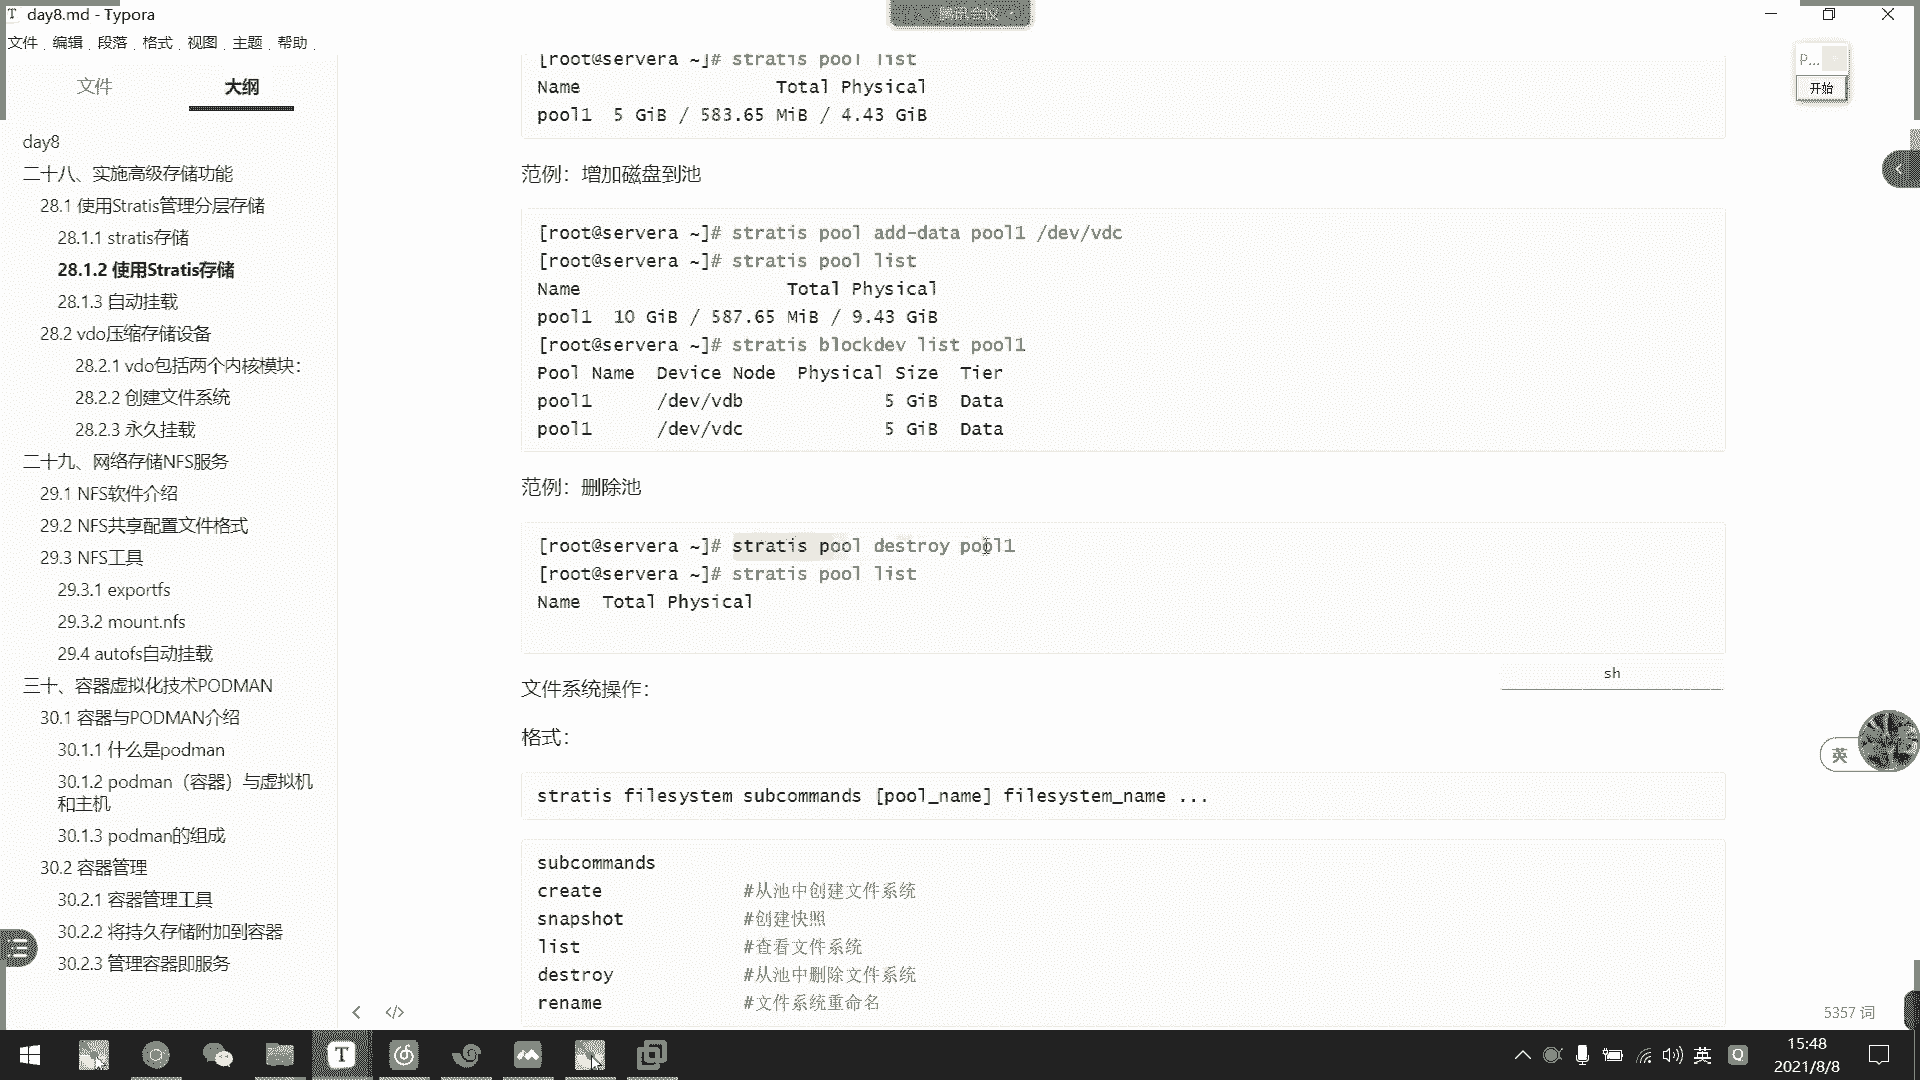 day8.md - Typora
腾讯会议
文件 编辑 段落 格式 视图 主题 帮助
文件 大纲
day8
二十八、实施高级存储功能
28.1 使用Stratis管理分层存储
28.1.1 stratis存储
28.1.2 使用Stratis存储
28.1.3 自动挂载
28.2 vdo压缩存储设备
28.2.1 vdo包括两个内核模块：
28.2.2 创建文件系统
28.2.3 永久挂载
二十九、网络存储NFS服务
29.1 NFS软件介绍
29.2 NFS共享配置文件格式
29.3 NFS工具
29.3.1 exportfs
29.3.2 mount.nfs
29.4 autofs自动挂载
三十、容器虚拟化技术PODMAN
30.1 容器与PODMAN介绍
30.1.1 什么是podman
30.1.2 podman（容器）与虚拟机
和主机
30.1.3 podman的组成
30.2 容器管理
30.2.1 容器管理工具
30.2.2 将持久存储附加到容器
30.2.3 管理容器即服务
[root@servera ~]# stratis pool list
Name Total Physical
pool1 5 GiB / 583.65 MiB / 4.43 GiB
范例：增加磁盘到池
[root@servera ~]# stratis pool add-data pool1 /dev/vdc
[root@servera ~]# stratis pool list
Name Total Physical
pool1 10 GiB / 587.65 MiB / 9.43 GiB
[root@servera ~]# stratis blockdev list pool1
Pool Name Device Node Physical Size Tier
pool1 /dev/vdb 5 GiB Data
pool1 /dev/vdc 5 GiB Data
范例：删除池
[root@servera ~]# stratis pool destroy pool1
[root@servera ~]# stratis pool list
Name Total Physical
sh
文件系统操作：
格式：
stratis filesystem subcommands [pool_name] filesystem_name ...
subcommands
create #从池中创建文件系统
snapshot #创建快照
list #查看文件系统
destroy #从池中删除文件系统
rename #文件系统重命名
P...
开始
英
5357 词
英
15:48
2021/8/8